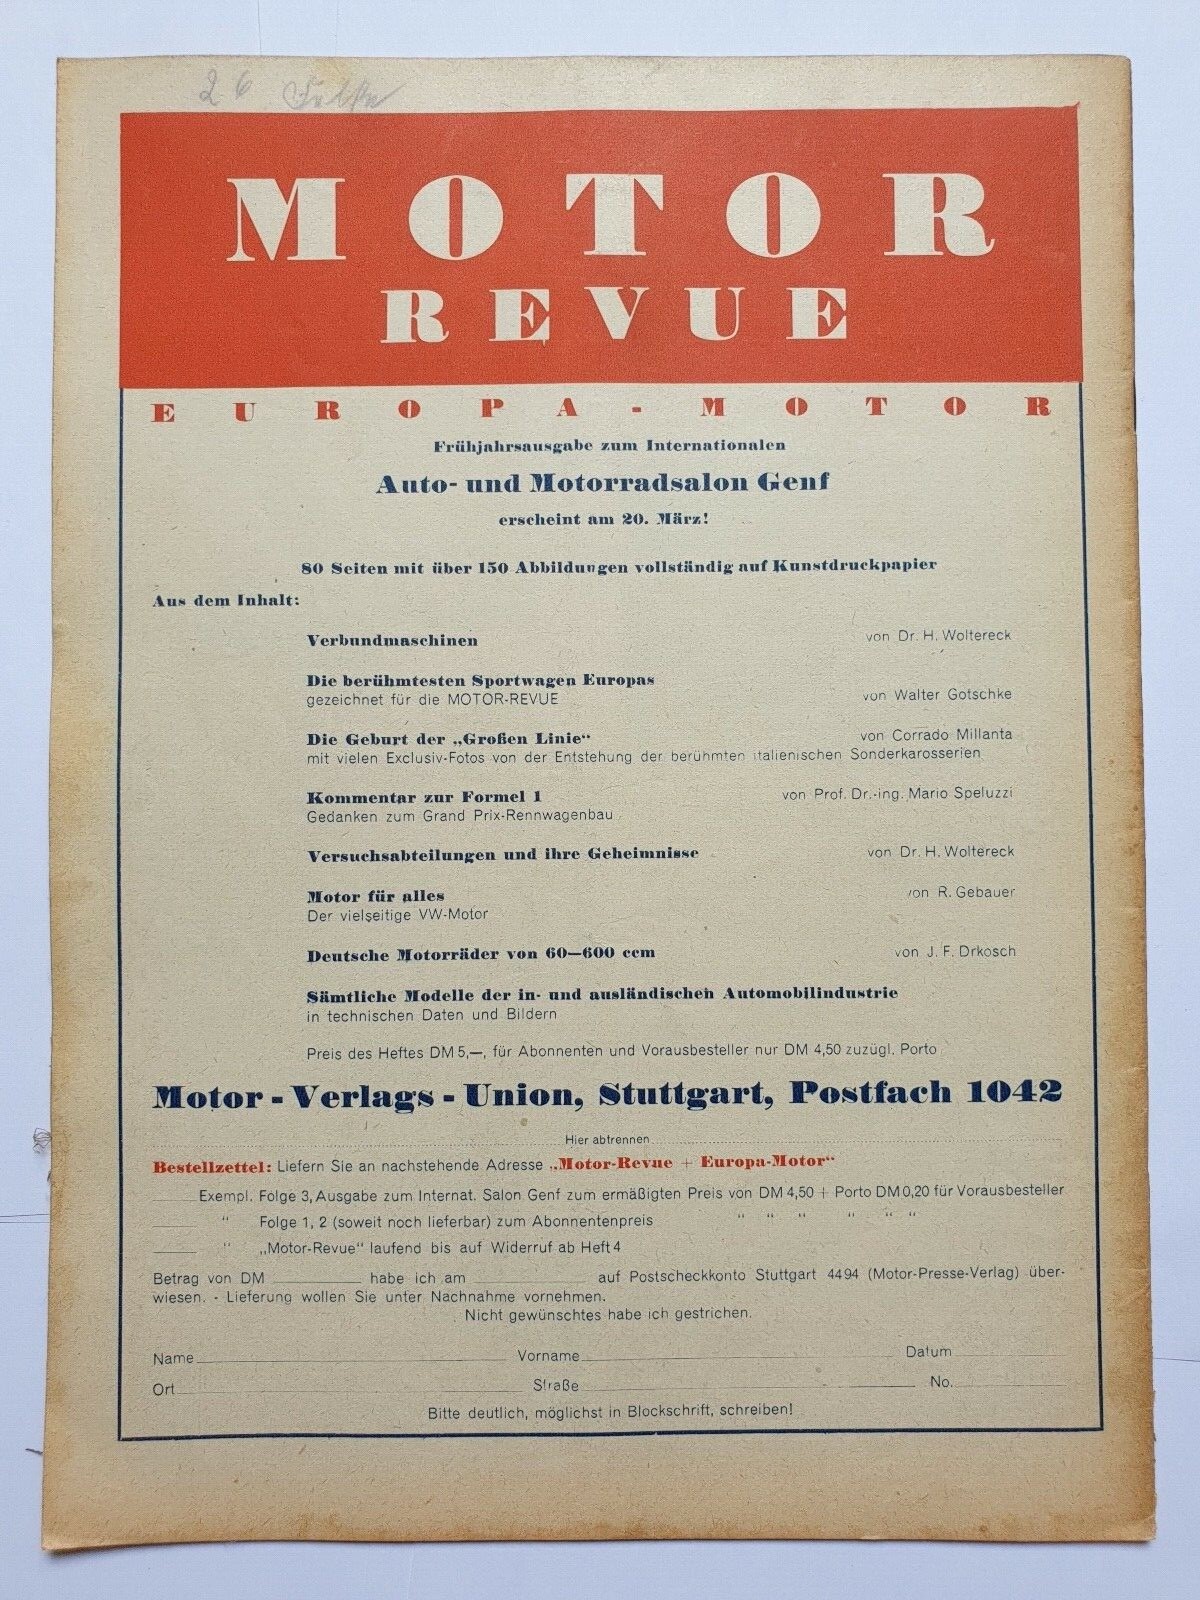 26
MOTOR
REVUE
EUROPA-MOTOR
Frühjahrsausgabe zum Internationalen
Auto- und Motorradsalon Genf
erscheint am 20. März!
80 Seiten mit über 150 Abbildungen vollständig auf Kunstdruckpapier
Aus dem Inhalt:
Verbundmaschinen von Dr. H. Woltereck
Die berühmtesten Sportwagen Europas
gezeichnet für die MOTOR-REVUE von Walter Gotschke
Die Geburt der „Großen Linie“ von Corrado Millanta
mit vielen Exclusiv-Fotos von der Entstehung der berühmten italienischen Sonderkarosserien
Kommentar zur Formel 1 von Prof. Dr.-ing. Mario Speluzzi
Gedanken zum Grand Prix-Rennwagenbau
Versuchsabteilungen und ihre Geheimnisse von Dr. H. Woltereck
Motor für alles von R. Gebauer
Der vielseitige VW-Motor
Deutsche Motorräder von 60—600 ccm von J. F. Drkosch
Sämtliche Modelle der in- und ausländischen Automobilindustrie
in technischen Daten und Bildern
Preis des Heftes DM 5,—, für Abonnenten und Vorausbesteller nur DM 4,50 zuzügl. Porto
Motor - Verlags - Union, Stuttgart, Postfach 1042
Hier abtrennen
Bestellzettel: Liefern Sie an nachstehende Adresse „Motor-Revue + Europa-Motor“
Exempl. Folge 3, Ausgabe zum Internat. Salon Genf zum ermäßigten Preis von DM 4,50 + Porto DM 0,20 für Vorausbesteller
“ Folge 1, 2 (soweit noch lieferbar) zum Abonnentenpreis “ “ “ “ “ “
“ „Motor-Revue“ laufend bis auf Widerruf ab Heft 4
Betrag von DM habe ich am auf Postscheckkonto Stuttgart 4494 (Motor-Presse-Verlag) über-
wiesen. - Lieferung wollen Sie unter Nachnahme vornehmen.
Nicht gewünschtes habe ich gestrichen.
Name Vorname Datum
Ort Straße No.
Bitte deutlich, möglichst in Blockschrift, schreiben!